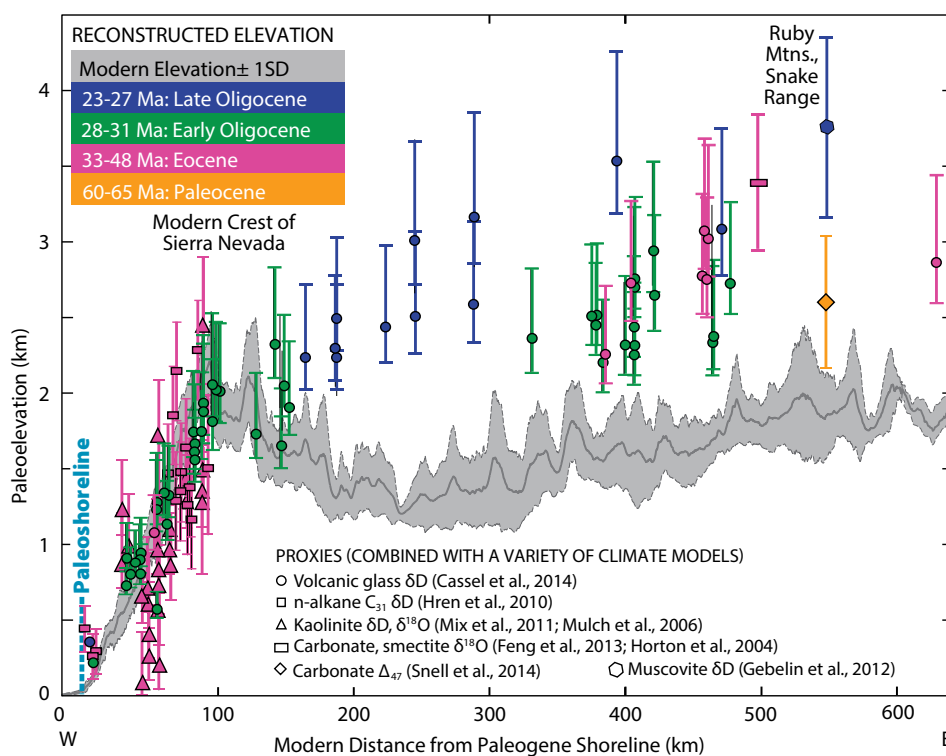 RECONSTRUCTED ELEVATION
Modern Elevation± 1SD
23-27 Ma: Late Oligocene
28-31 Ma: Early Oligocene
33-48 Ma: Eocene
60-65 Ma: Paleocene
Modern Crest of
Sierra Nevada
Ruby
Mtns.,
Snake
Range
Paleoelevation (km)
4
3
2
1
0
Paleoshoreline
PROXIES (COMBINED WITH A VARIETY OF CLIMATE MODELS)
Volcanic glass δD (Cassel et al., 2014)
n-alkane C₃₁ δD (Hren et al., 2010)
Kaolinite δD, δ¹⁸O (Mix et al., 2011; Mulch et al., 2006)
Carbonate, smectite δ¹⁸O (Feng et al., 2013; Horton et al., 2004)
Carbonate Δ₄₇ (Snell et al., 2014)
Muscovite δD (Gebelin et al., 2012)
0 100 200 300 400 500 600
W
Modern Distance from Paleogene Shoreline (km)